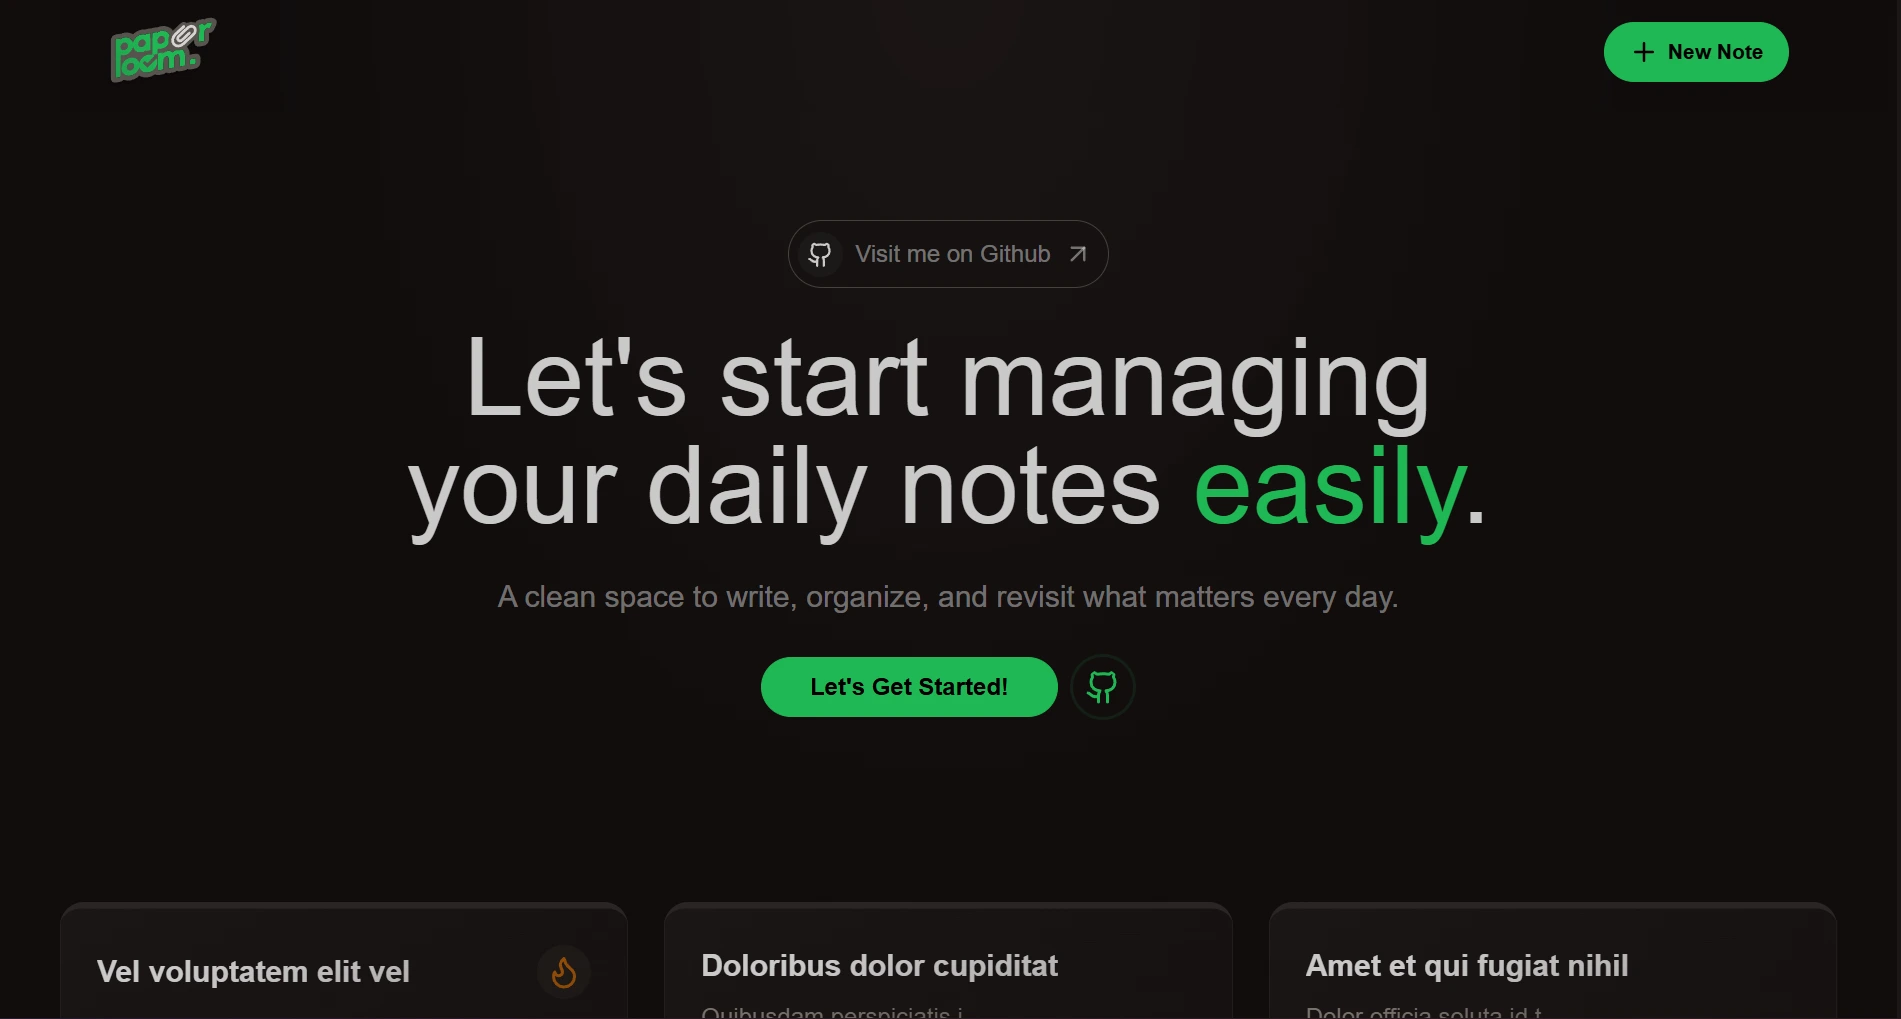 paper
loom.
New Note
Visit me on Github
Let's start managing
your daily notes easily.
A clean space to write, organize, and revisit what matters every day.
Let's Get Started!
Vel voluptatem elit vel
Doloribus dolor cupiditat
Amet et qui fugiat nihil
Quibusdam perspiciatis i
Dolor officia soluta id t